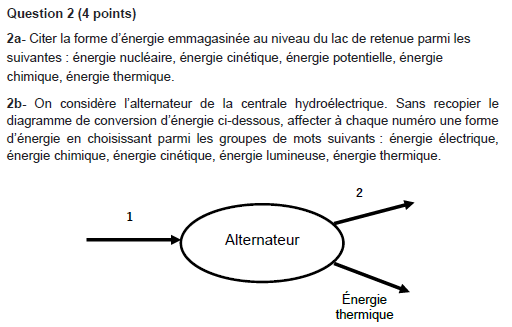 Question 2 (4 points)
2a- Citer la forme d'énergie emmagasinée au niveau du lac de retenue parmi les
suivantes : énergie nucléaire, énergie cinétique, énergie potentielle, énergie
chimique, énergie thermique.
2b- On considère l'alternateur de la centrale hydroélectrique. Sans recopier le
diagramme de conversion d'énergie ci-dessous, affecter à chaque numéro une forme
d'énergie en choisissant parmi les groupes de mots suivants : énergie électrique,
énergie chimique, énergie cinétique, énergie lumineuse, énergie thermique.
2
1
Alternateur
Énergie
thermique